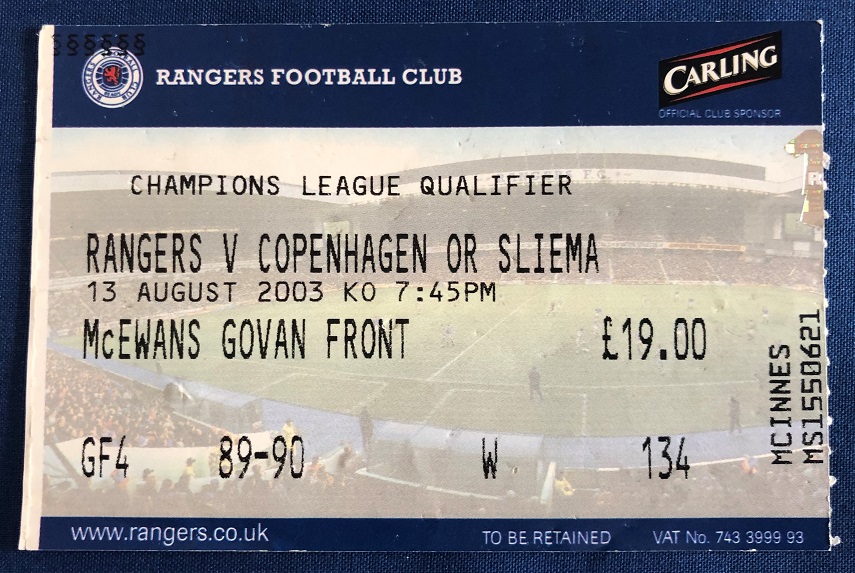 §§§§§§
RANGERS FOOTBALL CLUB
CARLING
OFFICIAL CLUB SPONSOR
CHAMPIONS LEAGUE QUALIFIER
RANGERS V COPENHAGEN OR SLIEMA
13 AUGUST 2003 KO 7:45PM
McEWANS GOVAN FRONT £19.00
GF4 89-90 W 134
MCINNES
MS1550621
www.rangers.co.uk TO BE RETAINED VAT No. 743 3999 93